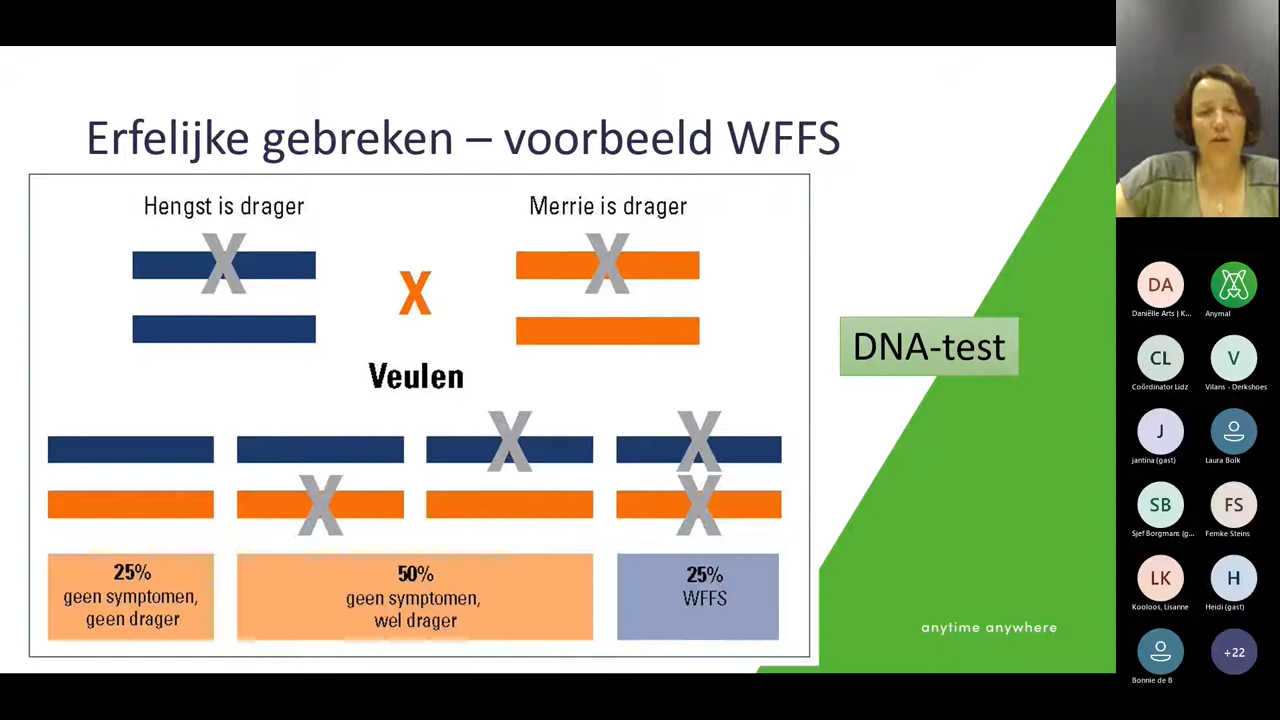 Erfelijke gebreken – voorbeeld WFFS
Hengst is drager
Merrie is drager
X
Veulen
25%
geen symptomen,
geen drager
50%
geen symptomen,
wel drager
25%
WFFS
DNA-test
anytime anywhere
DA
Daniëlle Arts | K...
Anymal
CL
Coördinator Lidz
V
Vilans - Derkshoes
J
jantina (gast)
Laura Bolk
SB
Sjef Borgmans (g...
FS
Femke Steins
LK
Kooloos, Lisanne
H
Heidi (gast)
Bonnie de B
+22